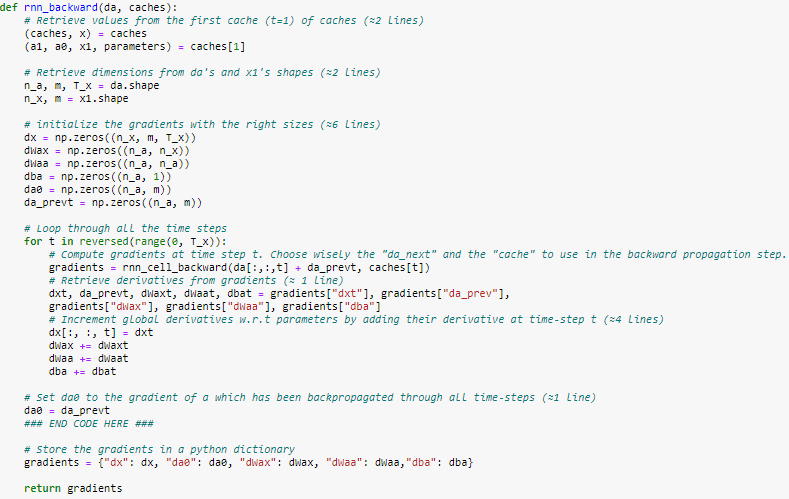 def rnn_backward(da, caches):
    # Retrieve values from the first cache (t=1) of caches (≈2 lines)
    (caches, x) = caches
    (a1, a0, x1, parameters) = caches[1]

    # Retrieve dimensions from da's and x1's shapes (≈2 lines)
    n_a, m, T_x = da.shape
    n_x, m = x1.shape

    # initialize the gradients with the right sizes (≈6 lines)
    dx = np.zeros((n_x, m, T_x))
    dWax = np.zeros((n_a, n_x))
    dWaa = np.zeros((n_a, n_a))
    dba = np.zeros((n_a, 1))
    da0 = np.zeros((n_a, m))
    da_prevt = np.zeros((n_a, m))

    # Loop through all the time steps
    for t in reversed(range(0, T_x)):
        # Compute gradients at time step t. Choose wisely the "da_next" and the "cache" to use in the backward propagation step.
        gradients = rnn_cell_backward(da[:,:,t] + da_prevt, caches[t])
        # Retrieve derivatives from gradients (≈ 1 line)
        dxt, da_prevt, dWaxt, dWaat, dbat = gradients["dxt"], gradients["da_prev"],
        gradients["dWax"], gradients["dWaa"], gradients["dba"]
        # Increment global derivatives w.r.t parameters by adding their derivative at time-step t (≈4 lines)
        dx[:, :, t] = dxt
        dWax += dWaxt
        dWaa += dWaat
        dba += dbat

    # Set da0 to the gradient of a which has been backpropagated through all time-steps (≈1 line)
    da0 = da_prevt
    ### END CODE HERE ###

    # Store the gradients in a python dictionary
    gradients = {"dx": dx, "da0": da0, "dWax": dWax, "dWaa": dWaa,"dba": dba}

    return gradients